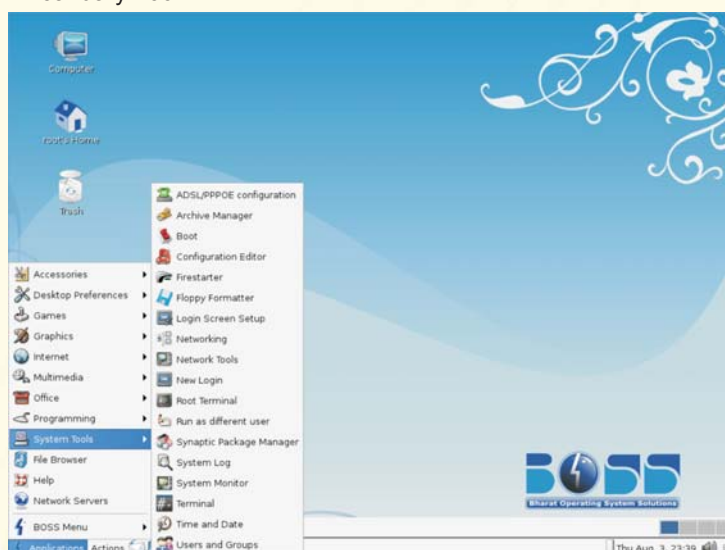 Computer
root's Home
Trash
ADSL/PPPOE configuration
Archive Manager
Boot
Configuration Editor
Firestarter
Floppy Formatter
Login Screen Setup
Networking
Network Tools
New Login
Root Terminal
Run as different user
Synaptic Package Manager
System Log
System Monitor
Terminal
Time and Date
Users and Groups
Accessories
Desktop Preferences
Games
Graphics
Internet
Multimedia
Office
Programming
System Tools
File Browser
Help
Network Servers
BOSS Menu
Applications Actions
BOSS
Bharat Operating System Solutions
Thu Aug 3, 23:39